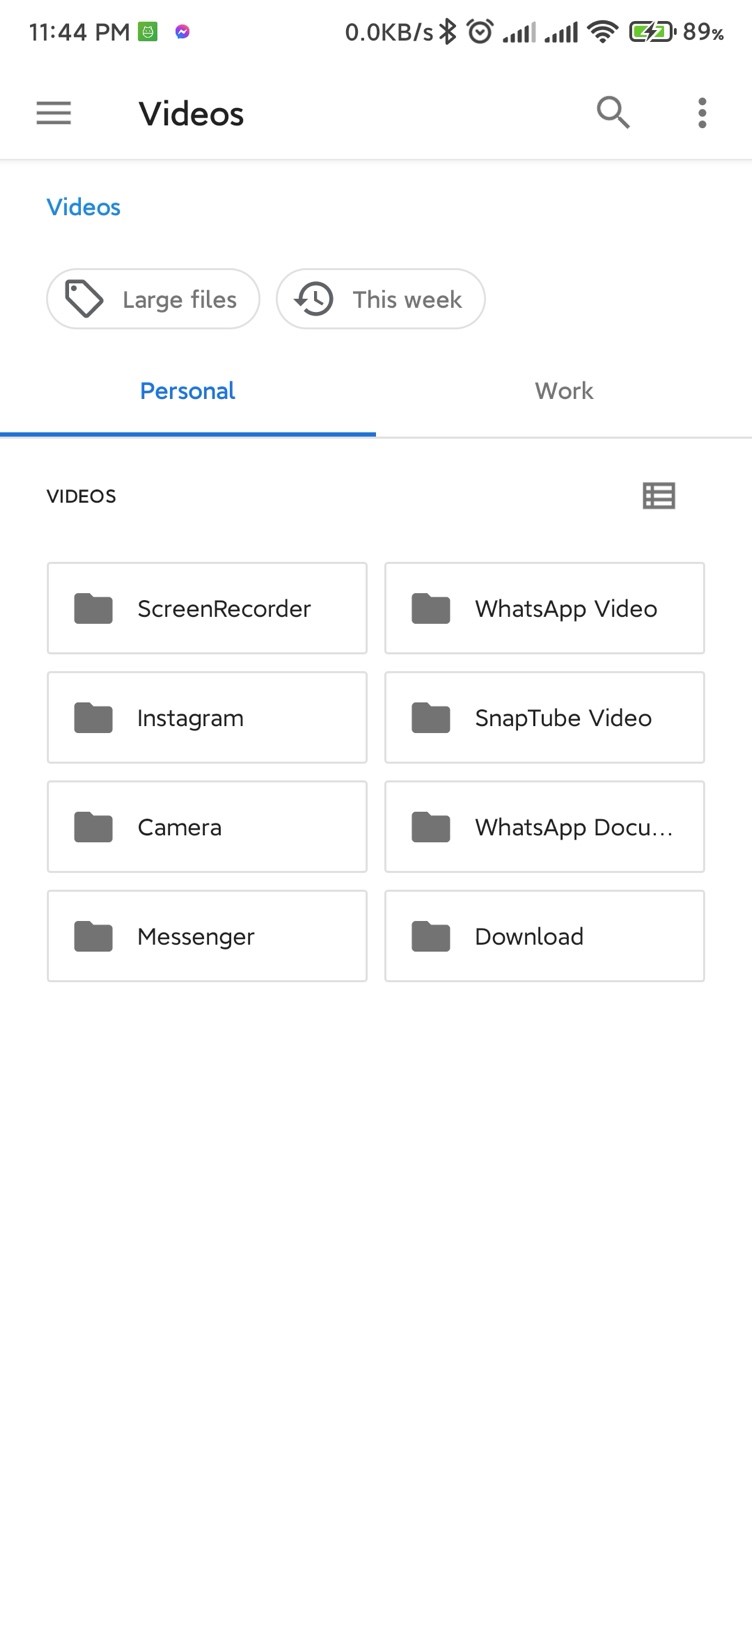 11:44 PM 0.0KB/s 89%
Videos
Videos
Large files This week
Personal Work
VIDEOS
ScreenRecorder WhatsApp Video
Instagram SnapTube Video
Camera WhatsApp Docu...
Messenger Download